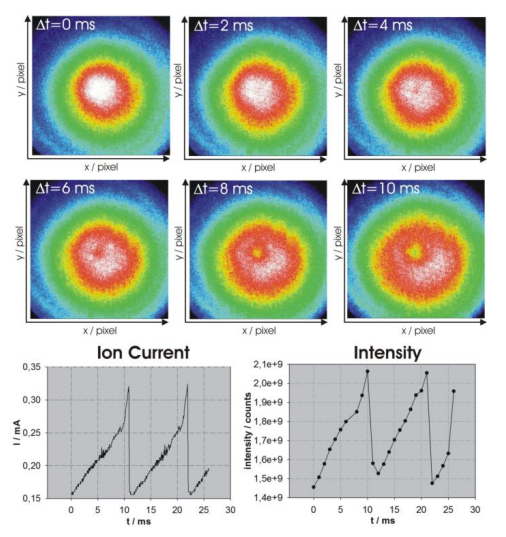 Δt=0 ms
Δt=2 ms
Δt=4 ms
y / pixel
y / pixel
y / pixel
x / pixel
x / pixel
x / pixel
Δt=6 ms
Δt=8 ms
Δt=10 ms
y / pixel
y / pixel
y / pixel
x / pixel
x / pixel
x / pixel
Ion Current
0,35
0,30
0,25
0,20
0,15
I / mA
0 5 10 15 20 25 30
t / ms
Intensity
2,1e+9
2,0e+9
1,9e+9
1,8e+9
1,7e+9
1,6e+9
1,5e+9
1,4e+9
intensity / counts
0 5 10 15 20 25 30
t / ms